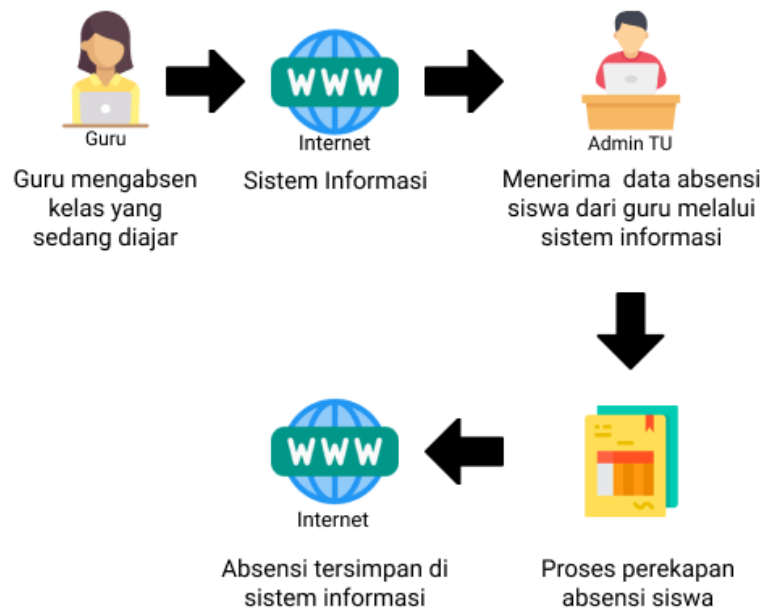 WWW
Guru
Internet
Admin TU
Guru mengabsen
kelas yang
sedang diajar
Sistem Informasi
Menerima data absensi
siswa dari guru melalui
sistem informasi
WWW
Internet
Absensi tersimpan di
sistem informasi
Proses perekapan
absensi siswa